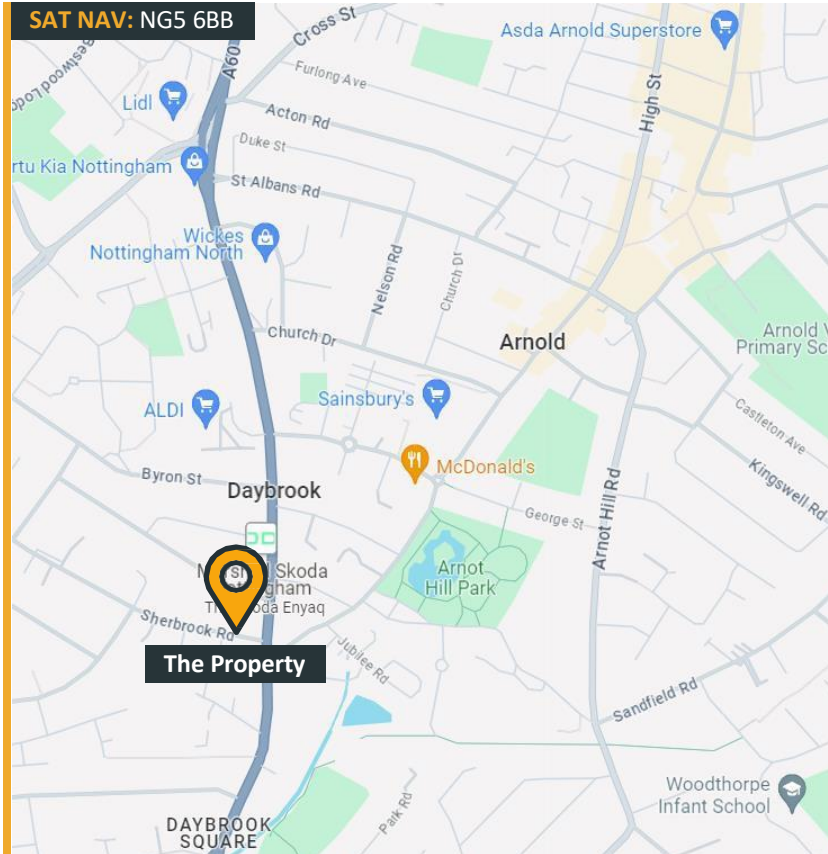 SAT NAV: NG5 6BB
Cross St
Asda Arnold Superstore
A60
Furlong Ave
High St
Lidl
Acton Rd
Duke St
rtu Kia Nottingham
St Albans Rd
Wickes
Nottingham North
Nelson Rd
Church Dr
Church Dr
Arnold
Arnold V
Primary Sc
Sainsbury's
ALDI
Castleton Ave
McDonald's
Kingswell Rd
Byron St
Daybrook
George St
Arnot Hill Rd
Arnot
Hill Park
Skoda
Enyaq
Sherbrook Rd
Jubilee Rd
The Property
Sandfield Rd
Woodthorpe
Infant School
Park Rd
DAYBROOK
SQUARE